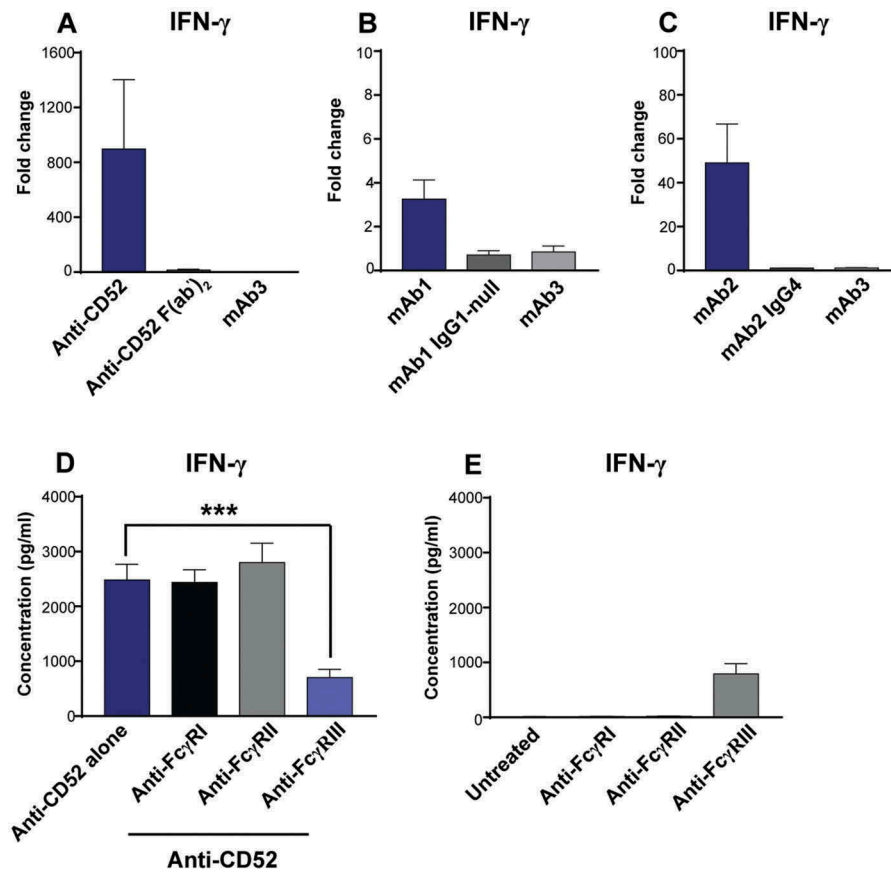 A IFN-γ
Fold change
1600
1200
800
400
0
Anti-CD52
Anti-CD52 F(ab')₂
mAb3
B IFN-γ
Fold change
10
8
6
4
2
0
mAb1
mAb1 IgG1-null
mAb3
C IFN-γ
Fold change
100
80
60
40
20
0
mAb2
mAb2 IgG4
mAb3
D IFN-γ
Concentration (pg/ml)
4000
3000
2000
1000
0
***
Anti-CD52 alone
Anti-FcγRI
Anti-FcγRII
Anti-FcγRIII
Anti-CD52
E IFN-γ
Concentration (pg/ml)
4000
3000
2000
1000
0
Untreated
Anti-FcγRI
Anti-FcγRII
Anti-FcγRIII